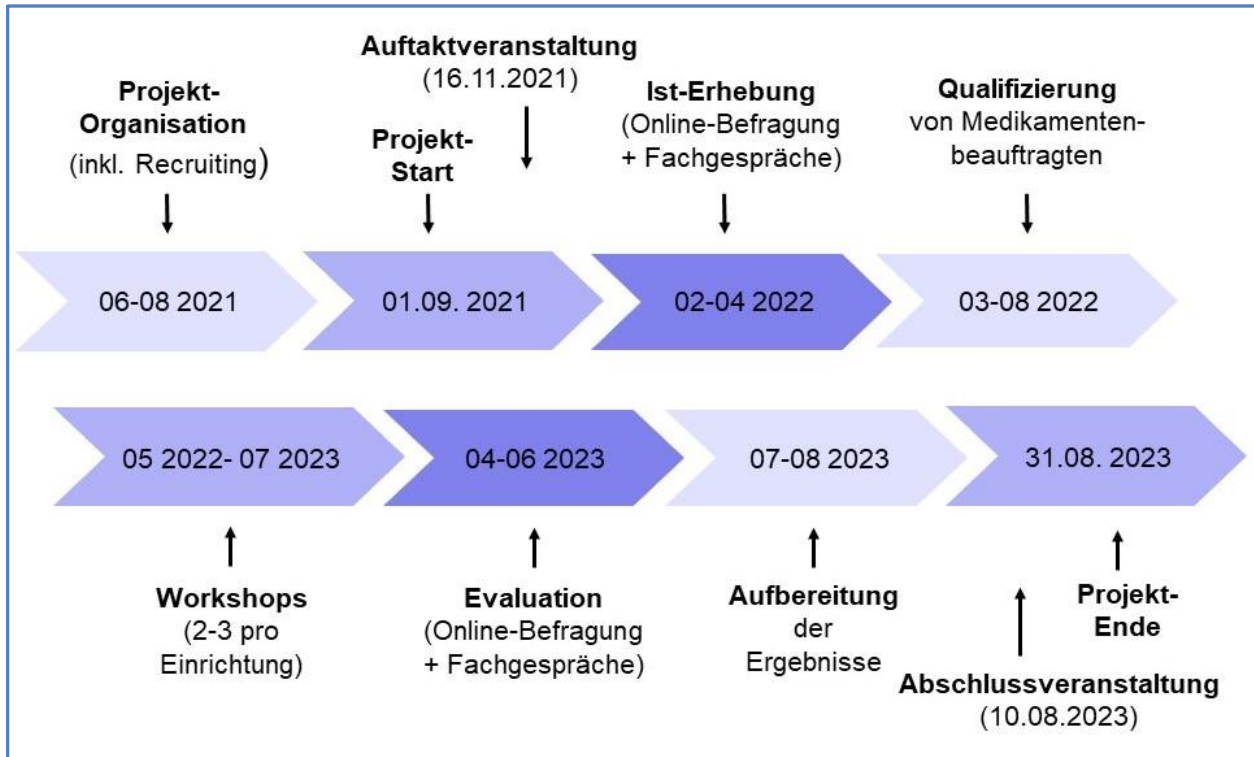 Projekt-
Organisation
(inkl. Recruiting)
Projekt-
Start
Auftaktveranstaltung
(16.11.2021)
Ist-Erhebung
(Online-Befragung
+ Fachgespräche)
Qualifizierung
von Medikamenten-
beauftragten
06-08 2021
01.09. 2021
02-04 2022
03-08 2022
05 2022- 07 2023
04-06 2023
07-08 2023
31.08. 2023
Workshops
(2-3 pro
Einrichtung)
Evaluation
(Online-Befragung
+ Fachgespräche)
Aufbereitung
der
Ergebnisse
Abschlussveranstaltung
(10.08.2023)
Projekt-
Ende